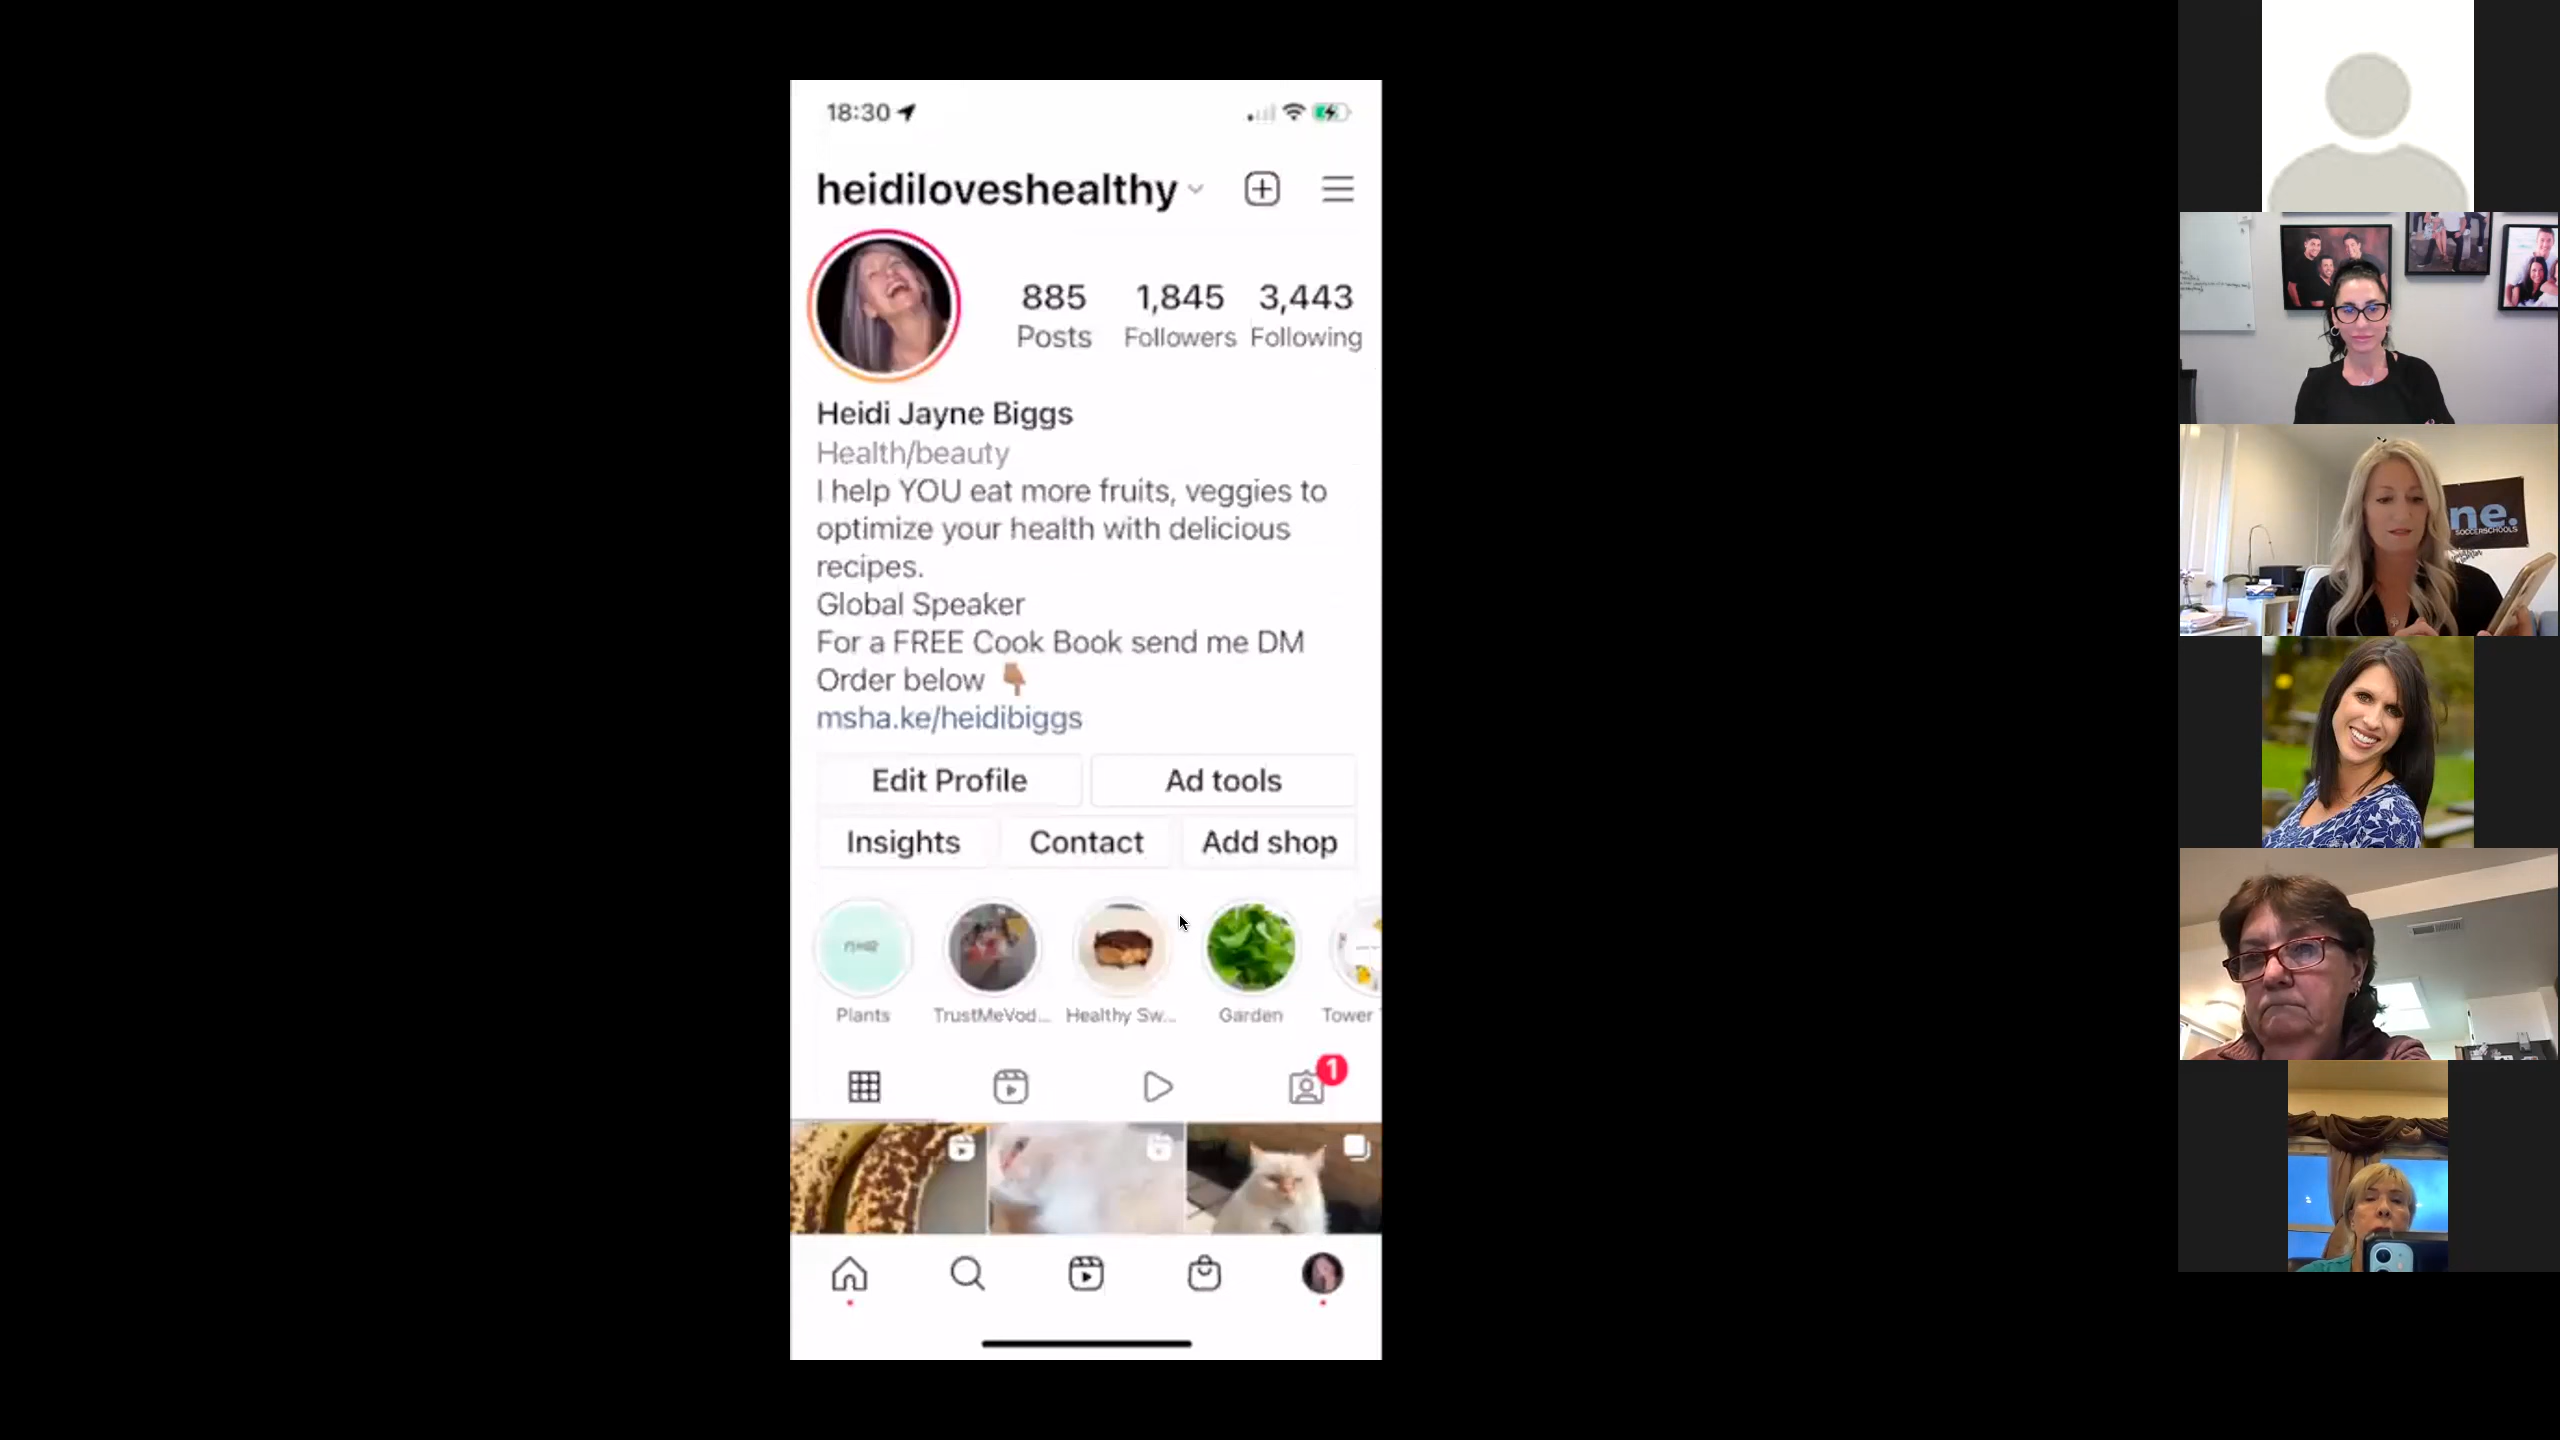 18:30
heidiloveshealthy
885 1,845 3,443
Posts Followers Following
Heidi Jayne Biggs
Health/beauty
I help YOU eat more fruits, veggies to
optimize your health with delicious
recipes.
Global Speaker
For a FREE Cook Book send me DM
Order below 👇🏽
msha.ke/heidibiggs
Edit Profile Ad tools
Insights Contact Add shop
Plants TrustMeVod... Healthy Sw... Garden Tower
1
ne.
SOCCERSCHOOLS